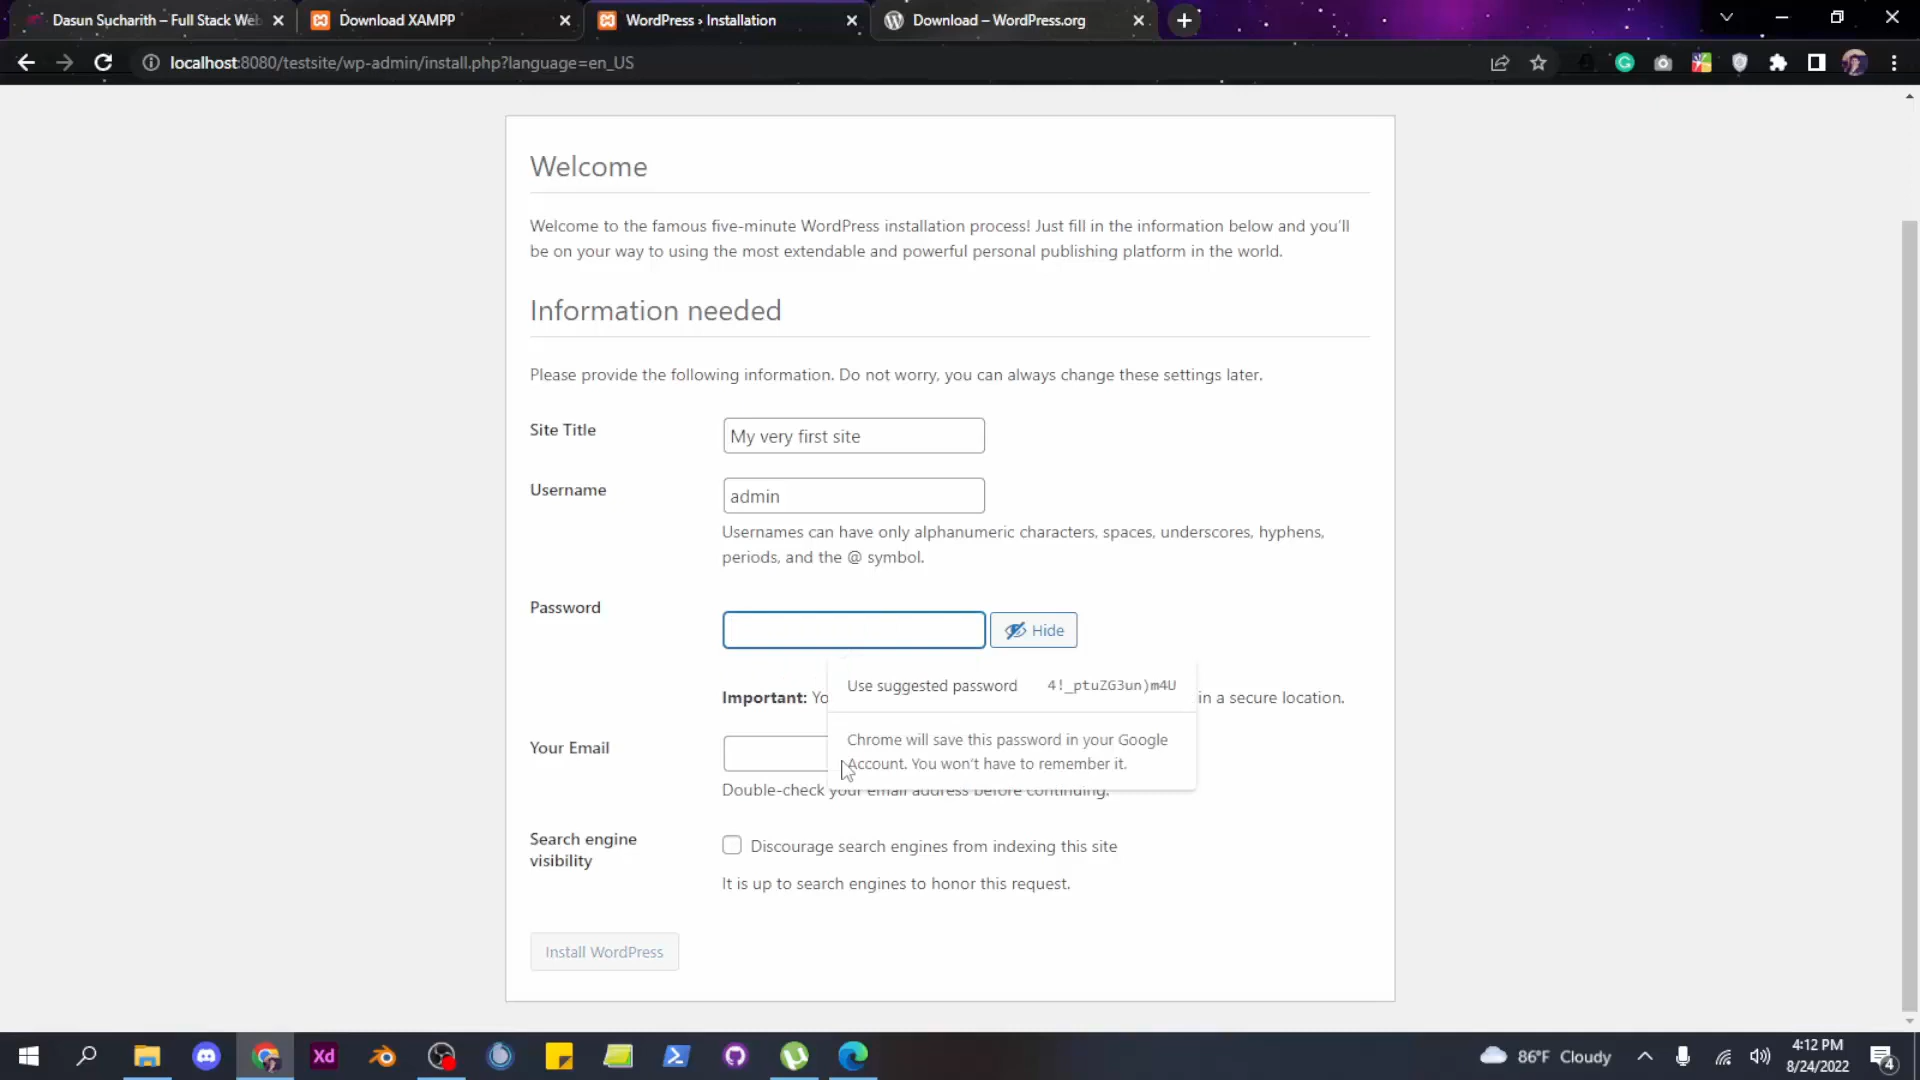 Dasun Sucharith – Full Stack Web
Download XAMPP
WordPress › Installation
Download – WordPress.org
localhost:8080/testsite/wp-admin/install.php?language=en_US
Welcome
Welcome to the famous five-minute WordPress installation process! Just fill in the information below and you'll
be on your way to using the most extendable and powerful personal publishing platform in the world.
Information needed
Please provide the following information. Do not worry, you can always change these settings later.
Site Title
My very first site
Username
admin
Usernames can have only alphanumeric characters, spaces, underscores, hyphens,
periods, and the @ symbol.
Password
Hide
Use suggested password 4!_ptuZG3un)m4U
Important: Yo in a secure location.
Chrome will save this password in your Google
Account. You won't have to remember it.
Your Email
Double-check your email address before continuing.
Search engine
visibility
Discourage search engines from indexing this site
It is up to search engines to honor this request.
Install WordPress
Xd
86°F Cloudy
4:12 PM
8/24/2022
4